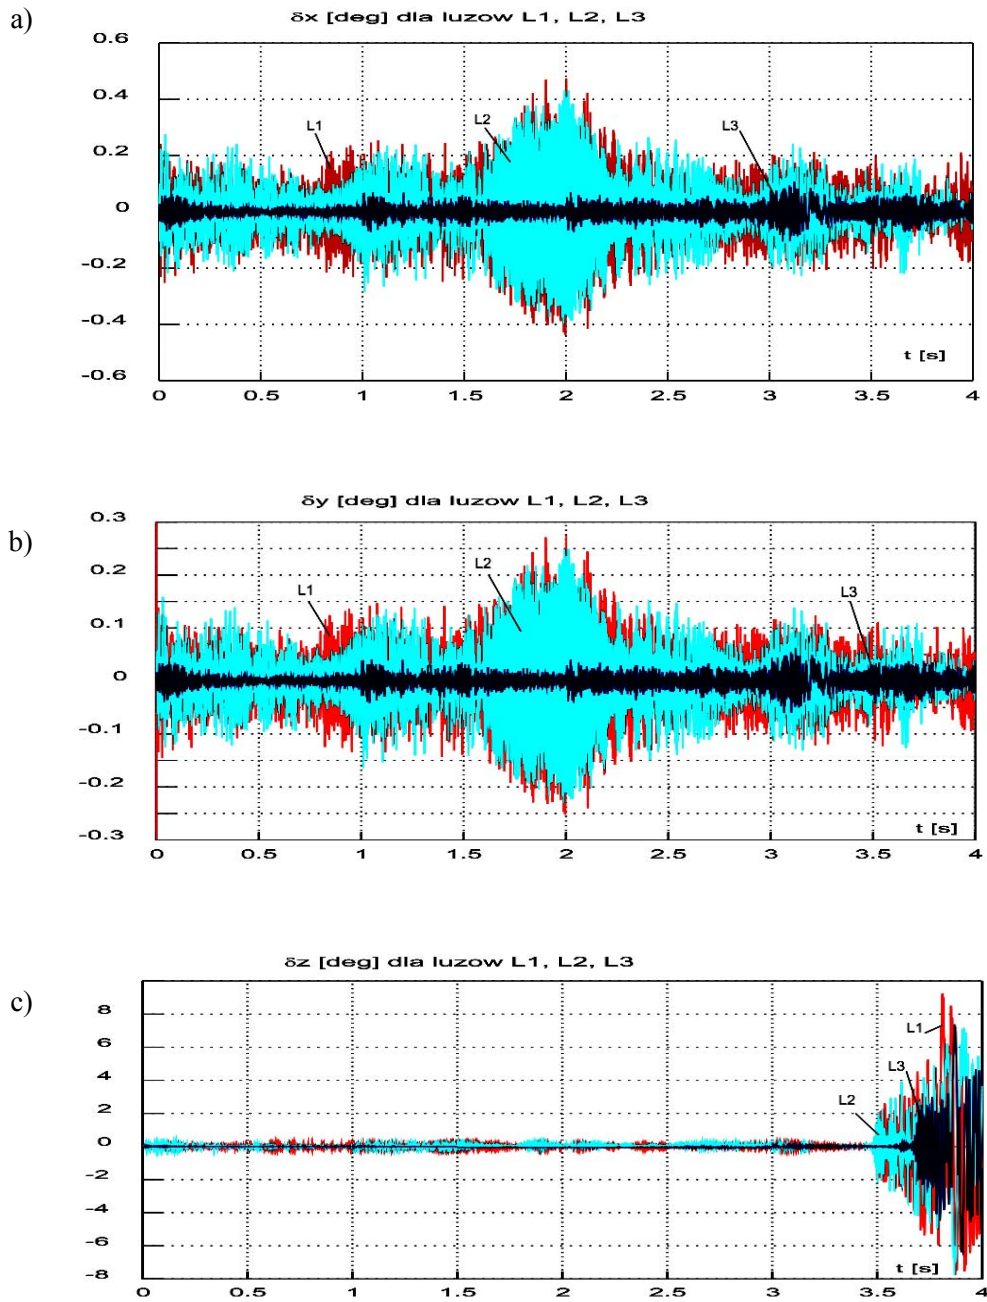 a)
δx [deg] dla luzow L1, L2, L3
0.6
0.4
L1
L2
L3
0.2
0
-0.2
-0.4
t [s]
-0.6
0 0.5 1 1.5 2 2.5 3 3.5 4
b)
δy [deg] dla luzow L1, L2, L3
0.3
0.2
L1
L2
L3
0.1
0
-0.1
-0.2
-0.3
t [s]
0 0.5 1 1.5 2 2.5 3 3.5 4
c)
δz [deg] dla luzow L1, L2, L3
8
L1
6
L3
4
L2
2
0
-2
-4
-6
t [s]
-8
0 0.5 1 1.5 2 2.5 3 3.5 4